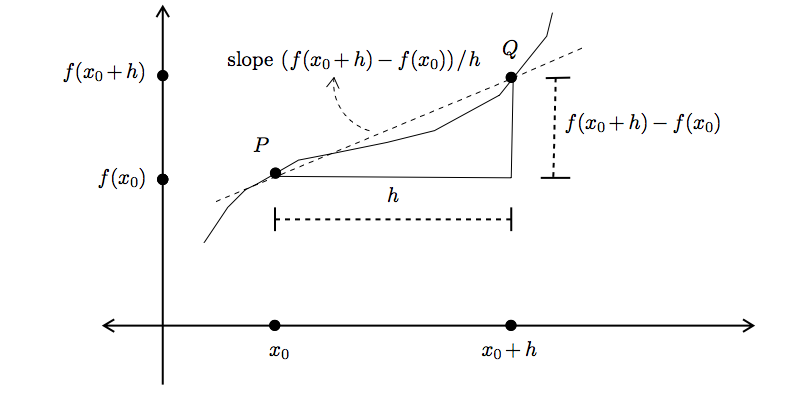 Q
slope (f(x₀+h) − f(x₀))/h
f(x₀+h)
f(x₀+h) − f(x₀)
P
f(x₀)
h
x₀
x₀+h